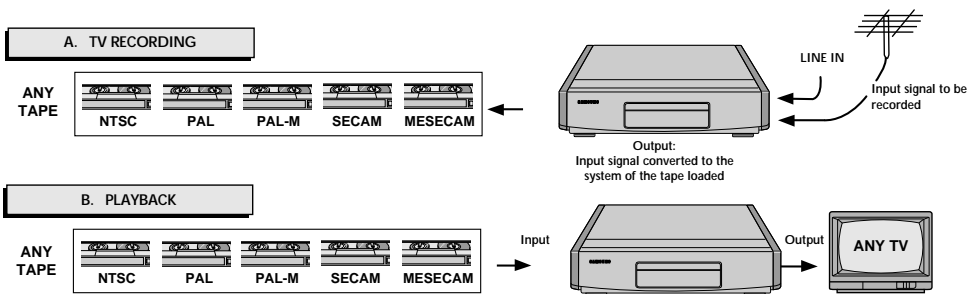 A. TV RECORDING
ANY
TAPE
NTSC PAL PAL-M SECAM MESECAM
LINE IN
Input signal to be
recorded
Output:
Input signal converted to the
system of the tape loaded
B. PLAYBACK
ANY
TAPE
NTSC PAL PAL-M SECAM MESECAM
Input
Output
ANY TV